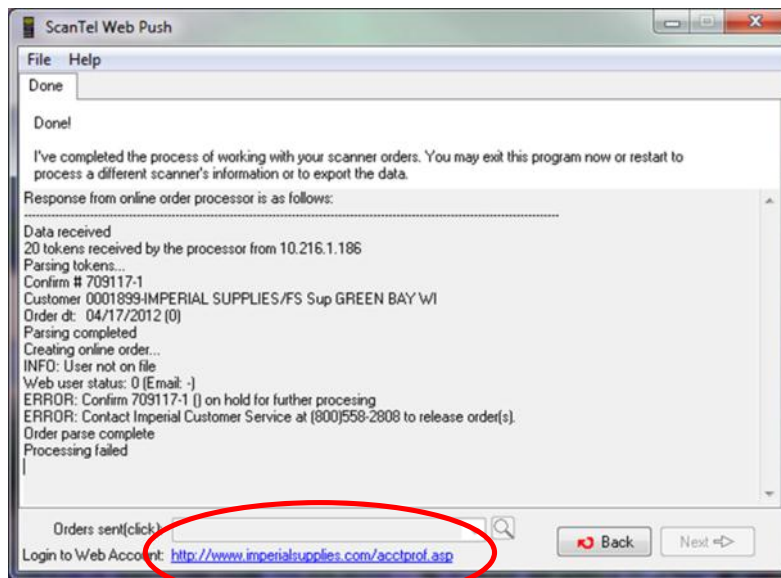 ScanTel Web Push
File Help
Done
Done!
I've completed the process of working with your scanner orders. You may exit this program now or restart to
process a different scanner's information or to export the data.
Response from online order processor is as follows:
Data received
20 tokens received by the processor from 10.216.1.186
Parsing tokens...
Confirm # 709117-1
Customer 0001899-IMPERIAL SUPPLIES/FS Sup GREEN BAY WI
Order dt: 04/17/2012 (0)
Parsing completed
Creating online order...
INFO: User not on file
Web user status: 0 (Email: -)
ERROR: Confirm 709117-1 () on hold for further procesing
ERROR: Contact Imperial Customer Service at (800)558-2808 to release order(s).
Order parse complete
Processing failed
Orders sent(click):
Back Next
Login to Web Account: http://www.imperialsupplies.com/acctprof.asp